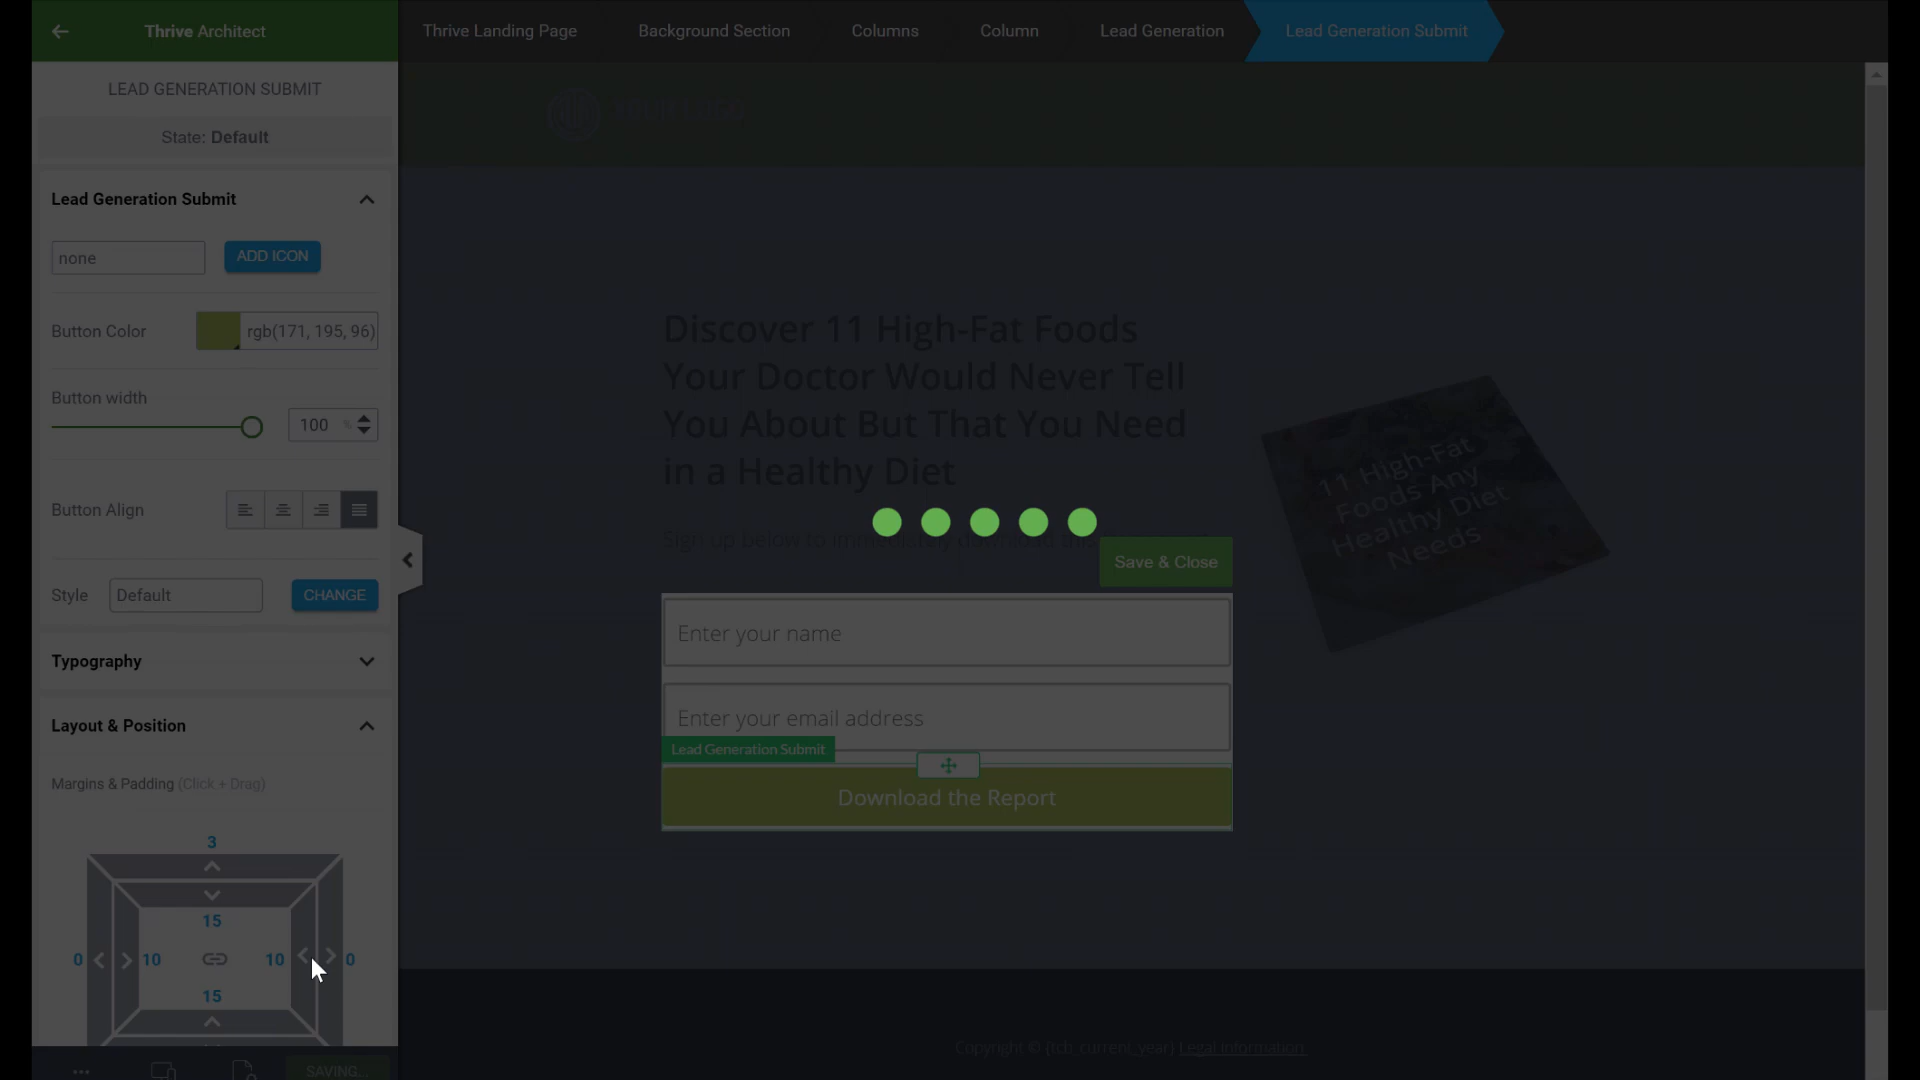 Thrive Architect
Thrive Landing Page
Background Section
Columns
Column
Lead Generation
Lead Generation Submit
LEAD GENERATION SUBMIT
State: Default
YOUR LOGO
Lead Generation Submit
none
ADD ICON
Button Color
rgb(171, 195, 96)
Button width
100 %
Button Align
Style
Default
CHANGE
Typography
Layout & Position
Margins & Padding (Click + Drag)
3
15
0
10
10
0
15
SAVING...
Discover 11 High-Fat Foods
Your Doctor Would Never Tell
You About But That You Need
in a Healthy Diet
Sign up below to immediately download this
Save & Close
Enter your name
Enter your email address
Lead Generation Submit
Download the Report
11 High-Fat
Foods Any
Healthy Diet
Needs
Copyright © {tcb_current_year} Legal information